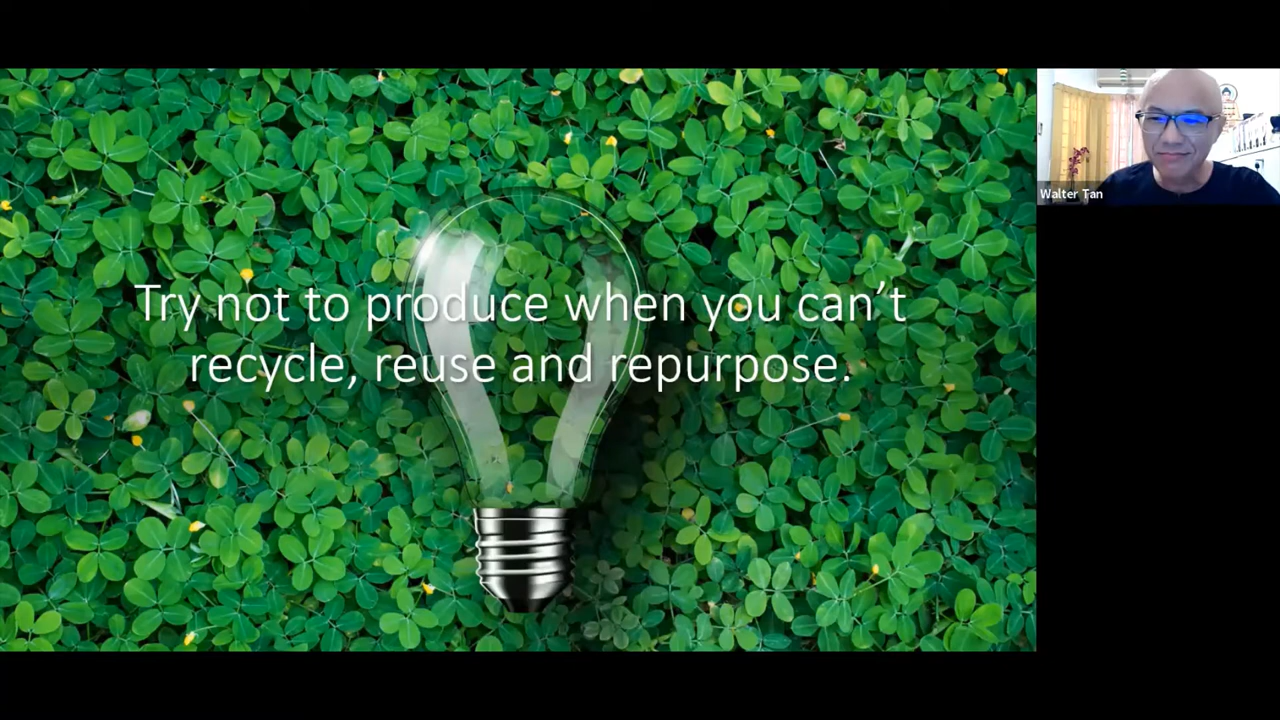 Try not to produce when you can’t
recycle, reuse and repurpose.
Walter Tan